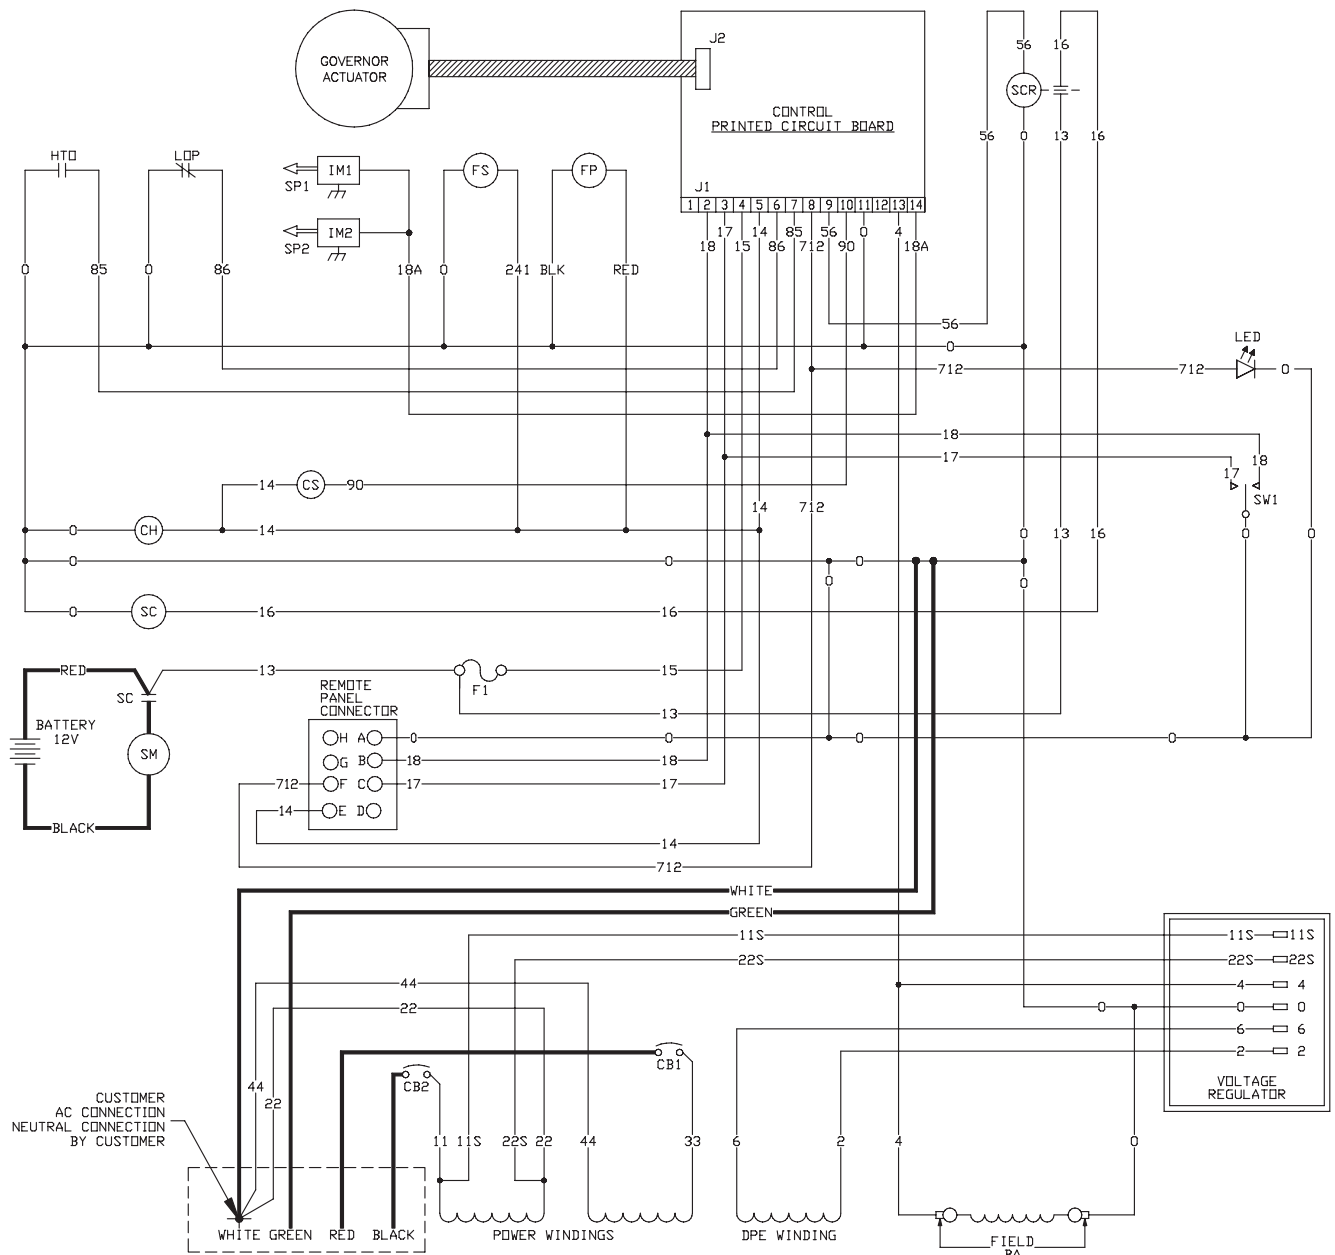 J2
GOVERNOR
ACTUATOR
56 16
SCR
CONTROL
PRINTED CIRCUIT BOARD
56 0 13 16
HTO LOP
IM1 FS FP
SP1
J1
1 2 3 4 5 6 7 8 9 10 11 12 13 14
IM2
SP2
17 14 85 56 0 4
18 15 86 712 90 18A
0 85 0 86 18A 0 241 BLK RED
56
0
LED
712 712 0
18
17
17 18
14 CS 90
SW1
14 712
0 CH 14
0 13 16 0 0
0 0 0
0 0
0 SC 16 16
RED 13 15
F1
SC
REMOTE
PANEL
CONNECTOR
13
BATTERY
12V
SM
H A 0 0 0 0
G B 18 18
712 F C 17 17
14 E D
BLACK
14
712
WHITE
GREEN
11S 11S 11S
22S 22S 22S
44 4 4
22 0 0 0
6 6
CB1 2 2
CB2
44
22
VOLTAGE
REGULATOR
CUSTOMER
AC CONNECTION
NEUTRAL CONNECTION
BY CUSTOMER
11 11S 22S 22 44 33 6 2 4 0
WHITE GREEN RED BLACK POWER WINDINGS DPE WINDING
FIELD
BA